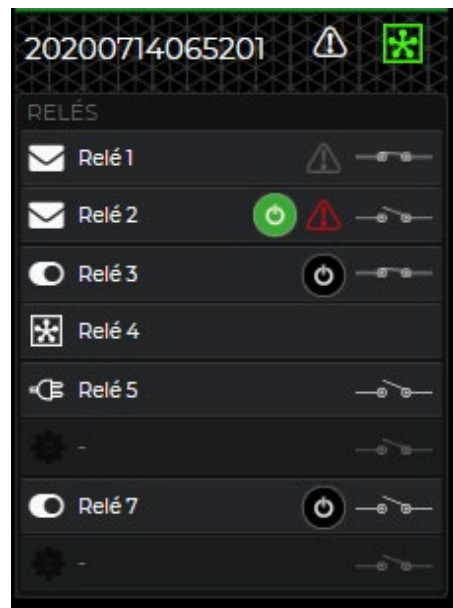 20200714065201
RELÉS
Relé 1
Relé 2
Relé 3
Relé 4
Relé 5
-
Relé 7
-